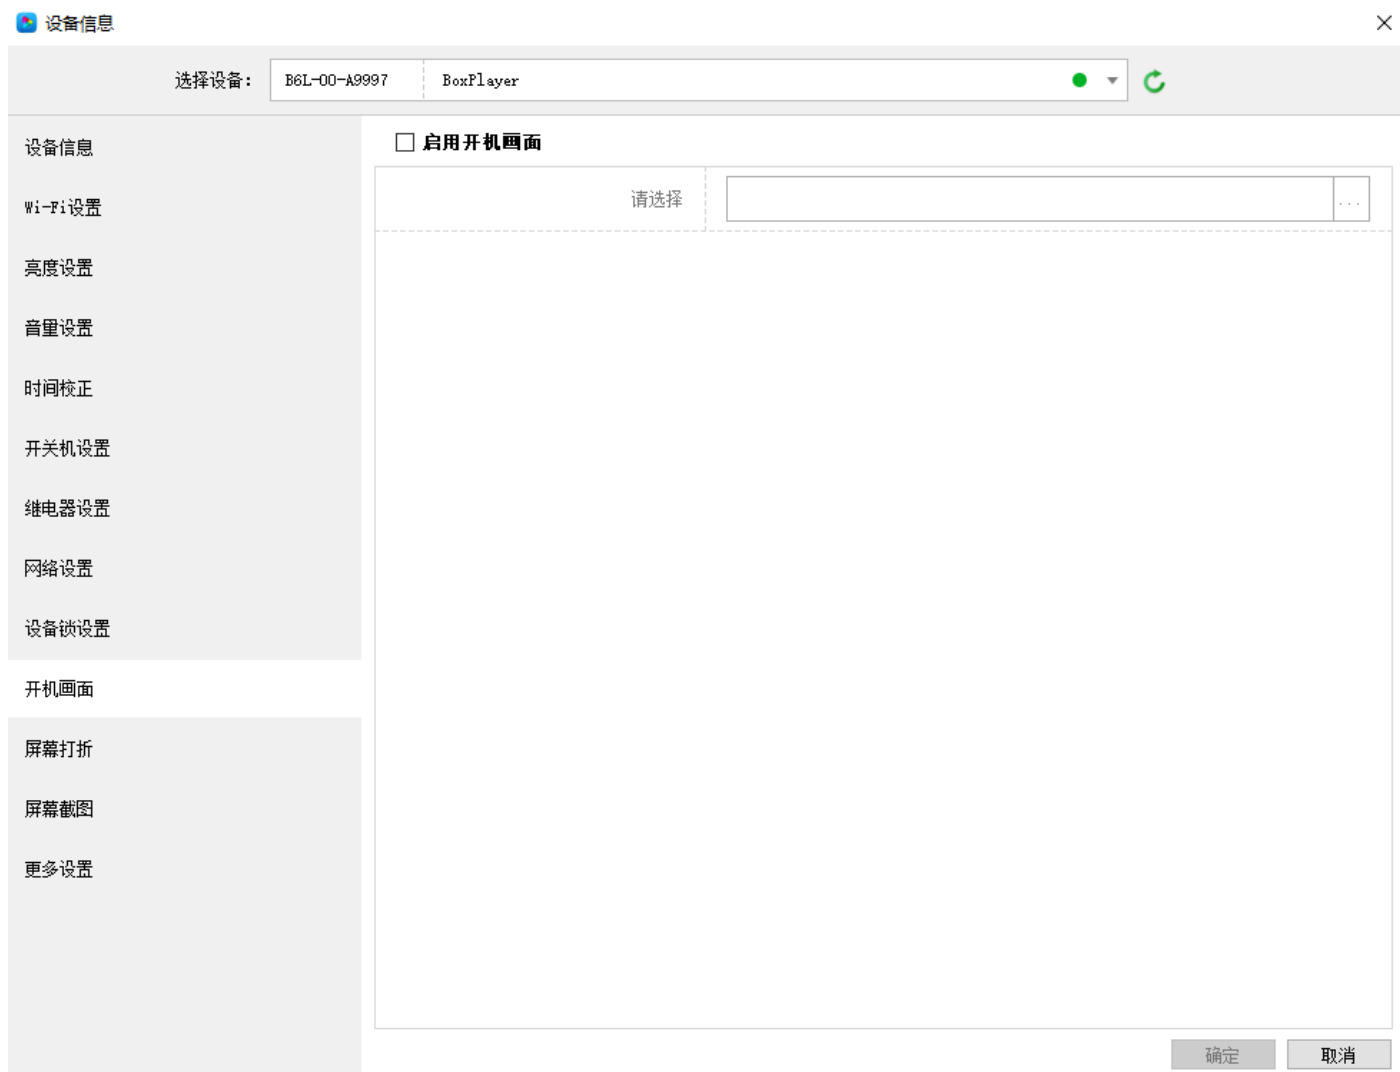 设备信息
选择设备：
B6L-00-A9997
BoxPlayer
设备信息
Wi-Fi设置
亮度设置
音量设置
时间校正
开关机设置
继电器设置
网络设置
设备锁设置
开机画面
屏幕打折
屏幕截图
更多设置
启用开机画面
请选择
...
确定
取消